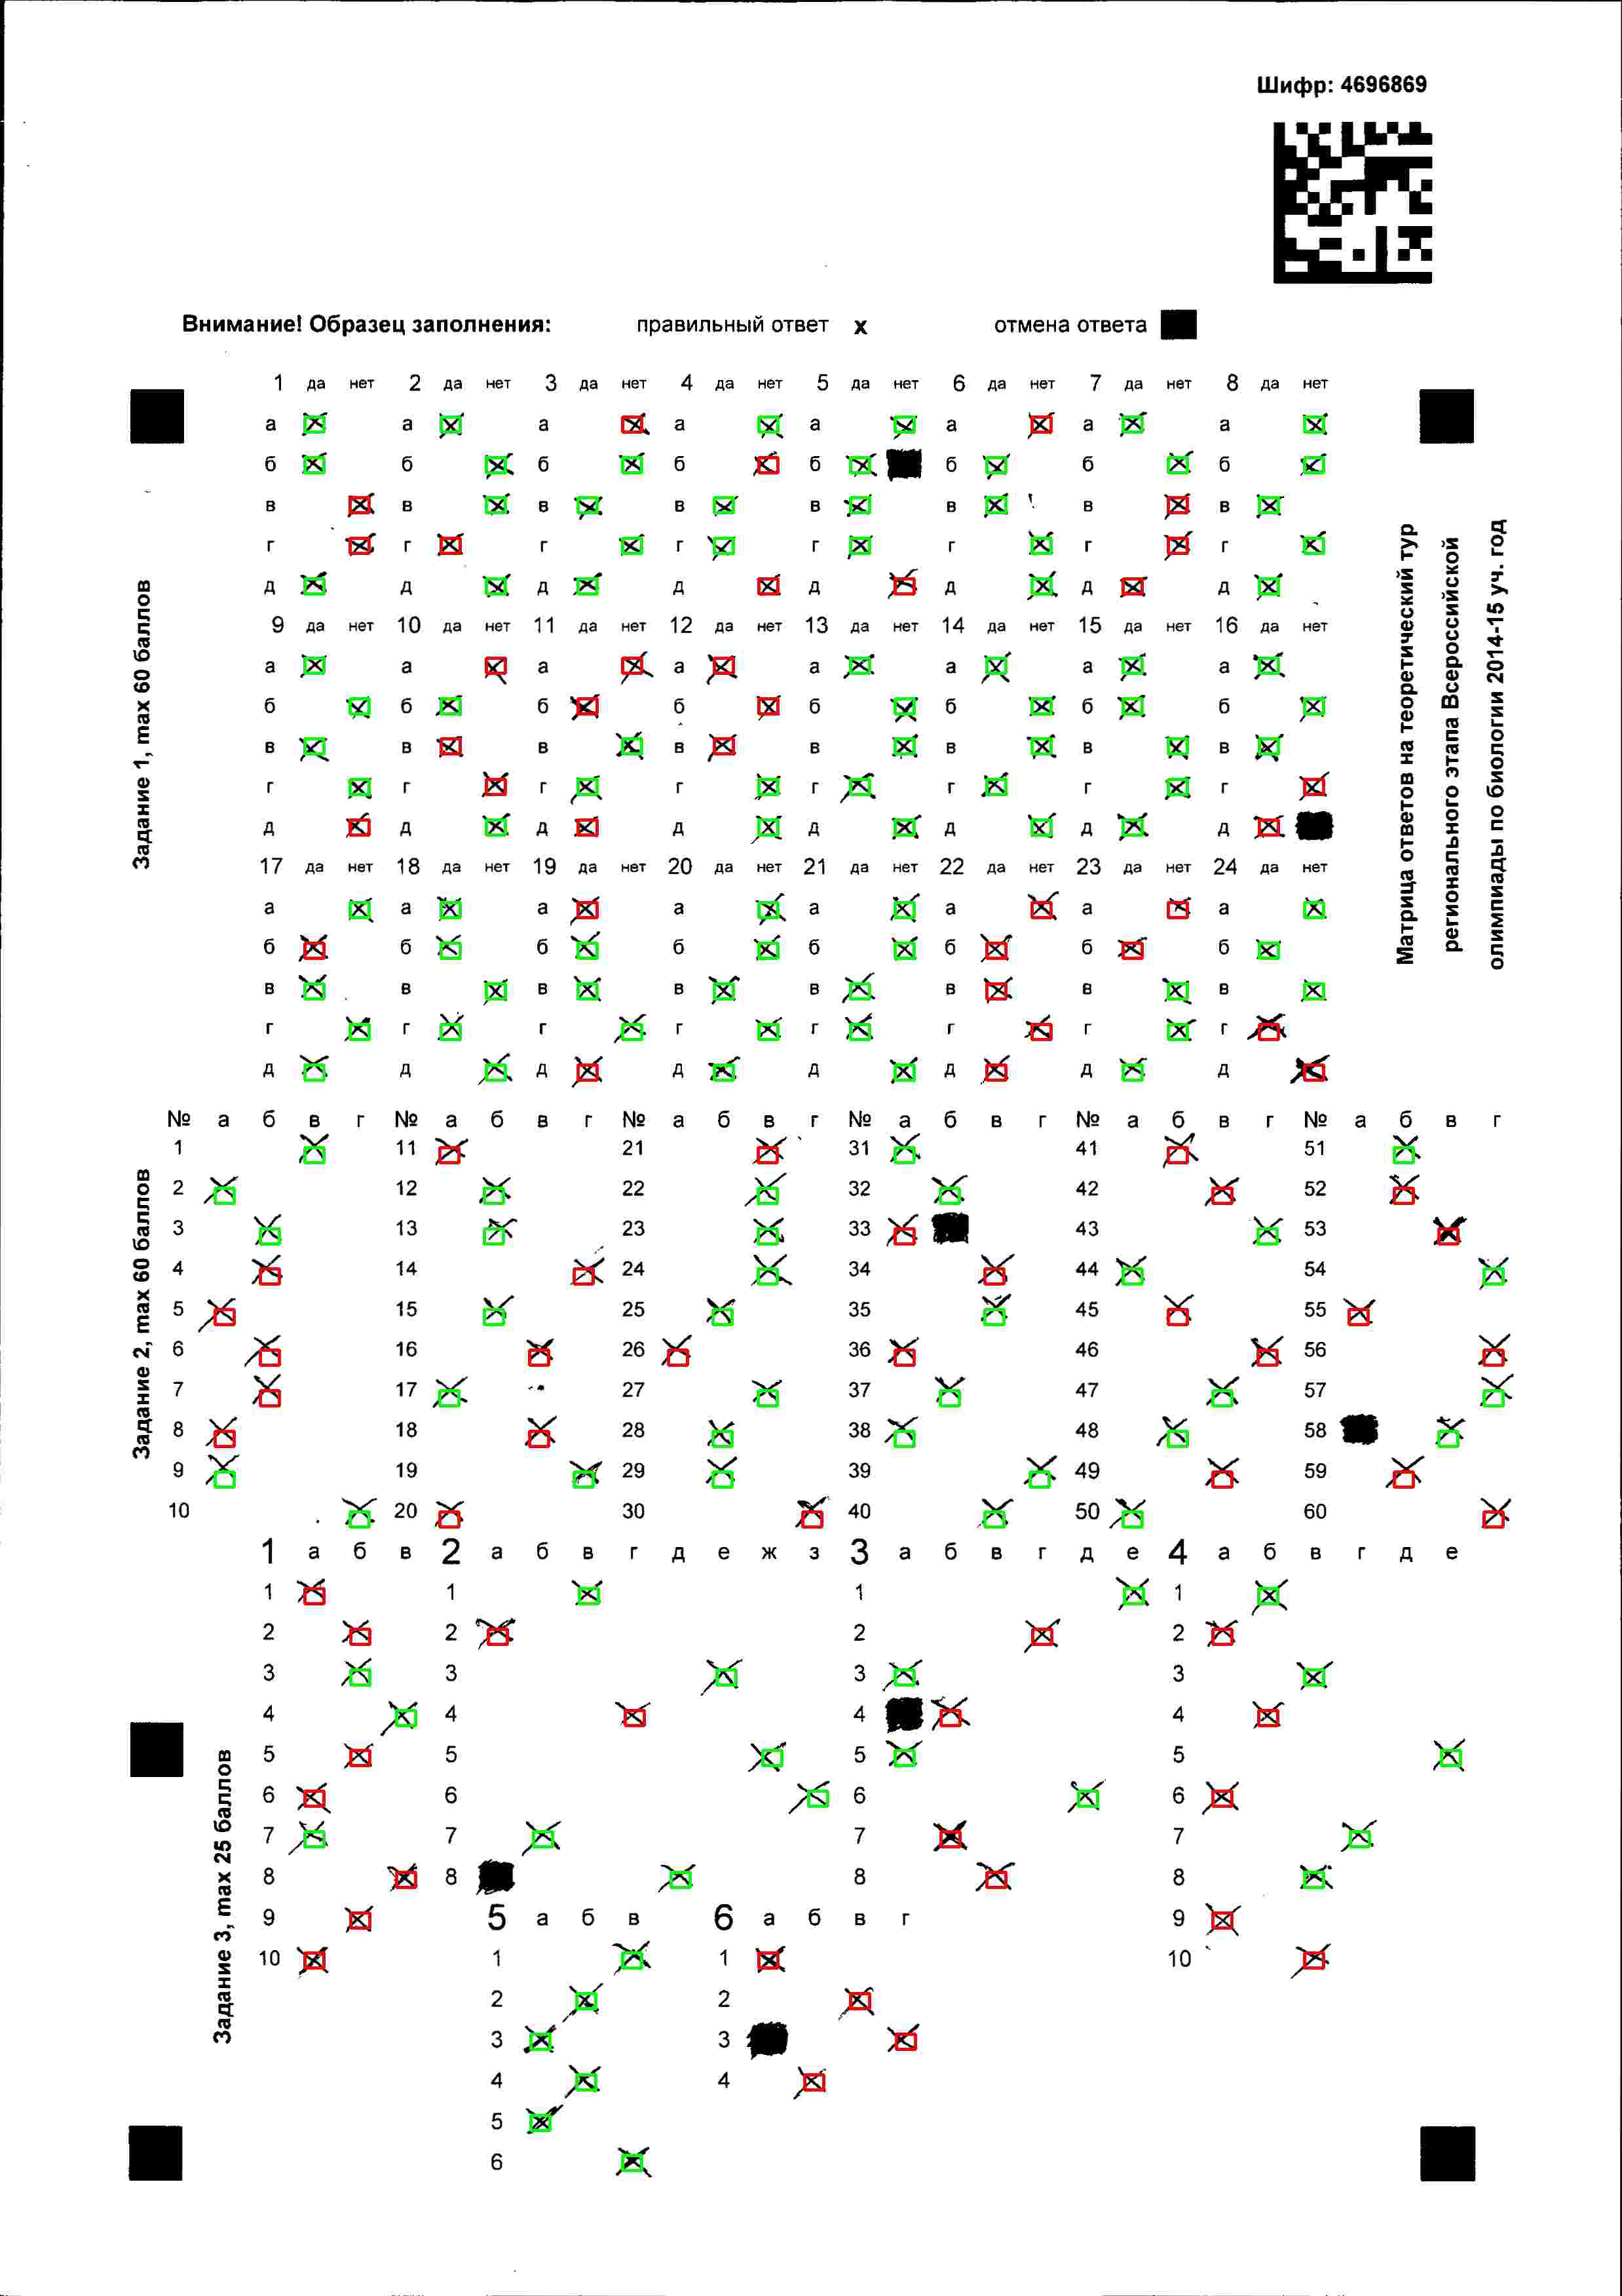 Шифр: 4696869
Внимание! Образец заполнения: правильный ответ x отмена ответа
Задание 1, max 60 баллов
1 да нет 2 да нет 3 да нет 4 да нет 5 да нет 6 да нет 7 да нет 8 да нет
а а а а а а а а
б б б б б б б б
в в в в в в в в
г г г г г г г г
д д д д д д д д
9 да нет 10 да нет 11 да нет 12 да нет 13 да нет 14 да нет 15 да нет 16 да нет
а а а а а а а а
б б б б б б б б
в в в в в в в в
г г г г г г г г
д д д д д д д д
17 да нет 18 да нет 19 да нет 20 да нет 21 да нет 22 да нет 23 да нет 24 да нет
а а а а а а а а
б б б б б б б б
в в в в в в в в
г г г г г г г г
д д д д д д д д
Матрица ответов на теоретический тур
регионального этапа Всероссийской
олимпиады по биологии 2014-15 уч. год
Задание 2, max 60 баллов
№ а б в г № а б в г № а б в г № а б в г № а б в г № а б в г
1 11 21 31 41 51
2 12 22 32 42 52
3 13 23 33 43 53
4 14 24 34 44 54
5 15 25 35 45 55
6 16 26 36 46 56
7 17 27 37 47 57
8 18 28 38 48 58
9 19 29 39 49 59
10 20 30 40 50 60
Задание 3, max 25 баллов
1 а б в 2 а б в г д е ж з 3 а б в г д е 4 а б в г д е
1 1 1 1
2 2 2 2
3 3 3 3
4 4 4 4
5 5 5 5
6 6 6 6
7 7 7 7
8 8 8 8
9 5 а б в 6 а б в г 9
10 1 1 10
2 2
3 3
4 4
5
6